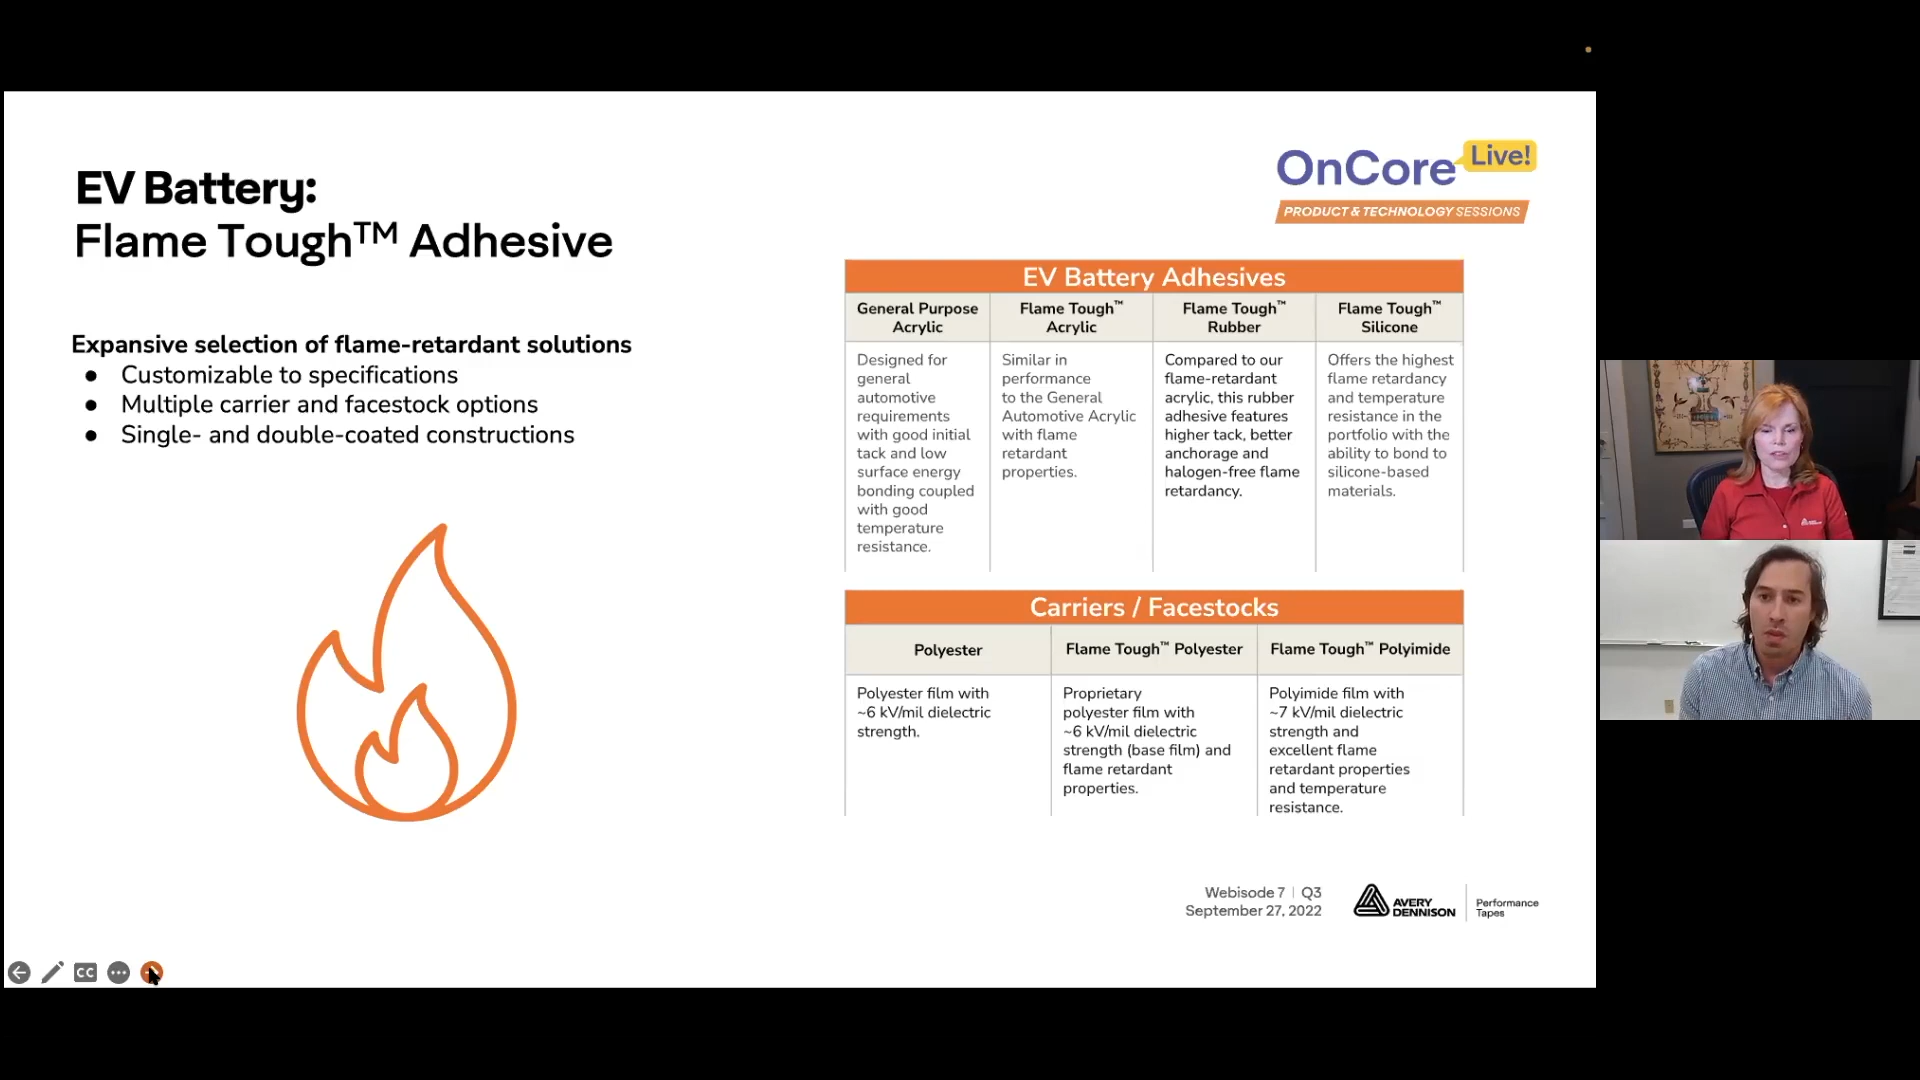 EV Battery:
Flame Tough™ Adhesive
OnCore Live!
PRODUCT & TECHNOLOGY SESSIONS
Expansive selection of flame-retardant solutions
● Customizable to specifications
● Multiple carrier and facestock options
● Single- and double-coated constructions
EV Battery Adhesives
General Purpose
Acrylic
Designed for
general
automotive
requirements
with good initial
tack and low
surface energy
bonding coupled
with good
temperature
resistance.
Flame Tough™
Acrylic
Similar in
performance
to the General
Automotive Acrylic
with flame
retardant
properties.
Flame Tough™
Rubber
Compared to our
flame-retardant
acrylic, this rubber
adhesive features
higher tack, better
anchorage and
halogen-free flame
retardancy.
Flame Tough™
Silicone
Offers the highest
flame retardancy
and temperature
resistance in the
portfolio with the
ability to bond to
silicone-based
materials.
Carriers / Facestocks
Polyester
Polyester film with
~6 kV/mil dielectric
strength.
Flame Tough™ Polyester
Proprietary
polyester film with
~6 kV/mil dielectric
strength (base film) and
flame retardant
properties.
Flame Tough™ Polyimide
Polyimide film with
~7 kV/mil dielectric
strength and
excellent flame
retardant properties
and temperature
resistance.
Webisode 7 | Q3
September 27, 2022
AVERY
DENNISON
Performance
Tapes
CC